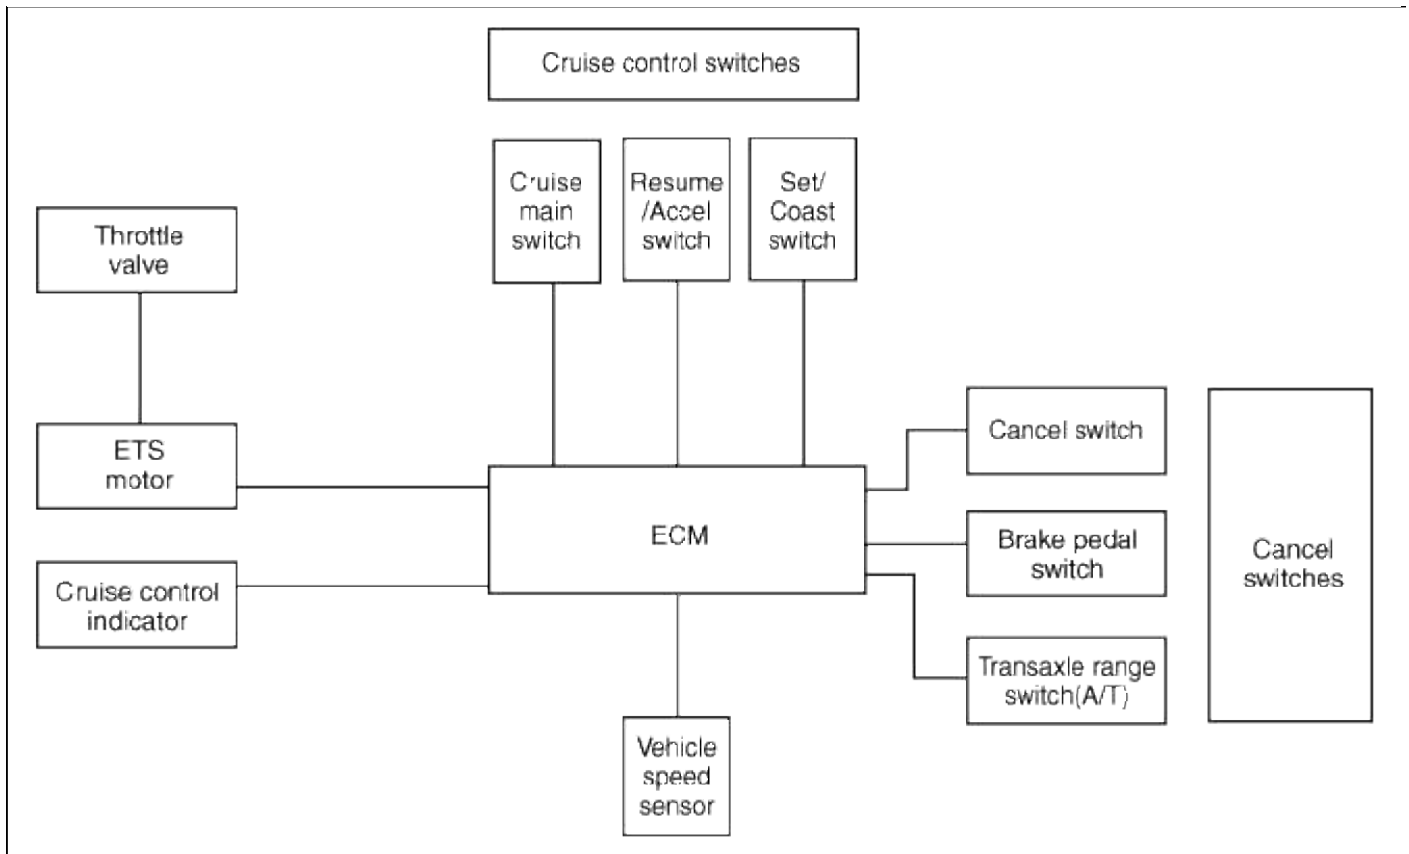 Cruise control switches
Cruise
main
switch
Resume
/Accel
switch
Set/
Coast
switch
Throttle
valve
ETS
motor
Cruise control
indicator
ECM
Cancel switch
Brake pedal
switch
Transaxle range
switch(A/T)
Cancel
switches
Vehicle
speed
sensor